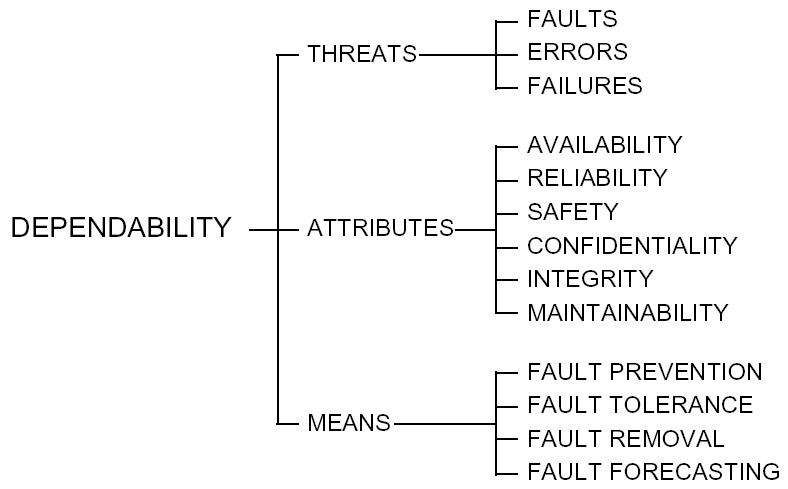 DEPENDABILITY
THREATS
FAULTS
ERRORS
FAILURES
ATTRIBUTES
AVAILABILITY
RELIABILITY
SAFETY
CONFIDENTIALITY
INTEGRITY
MAINTAINABILITY
MEANS
FAULT PREVENTION
FAULT TOLERANCE
FAULT REMOVAL
FAULT FORECASTING